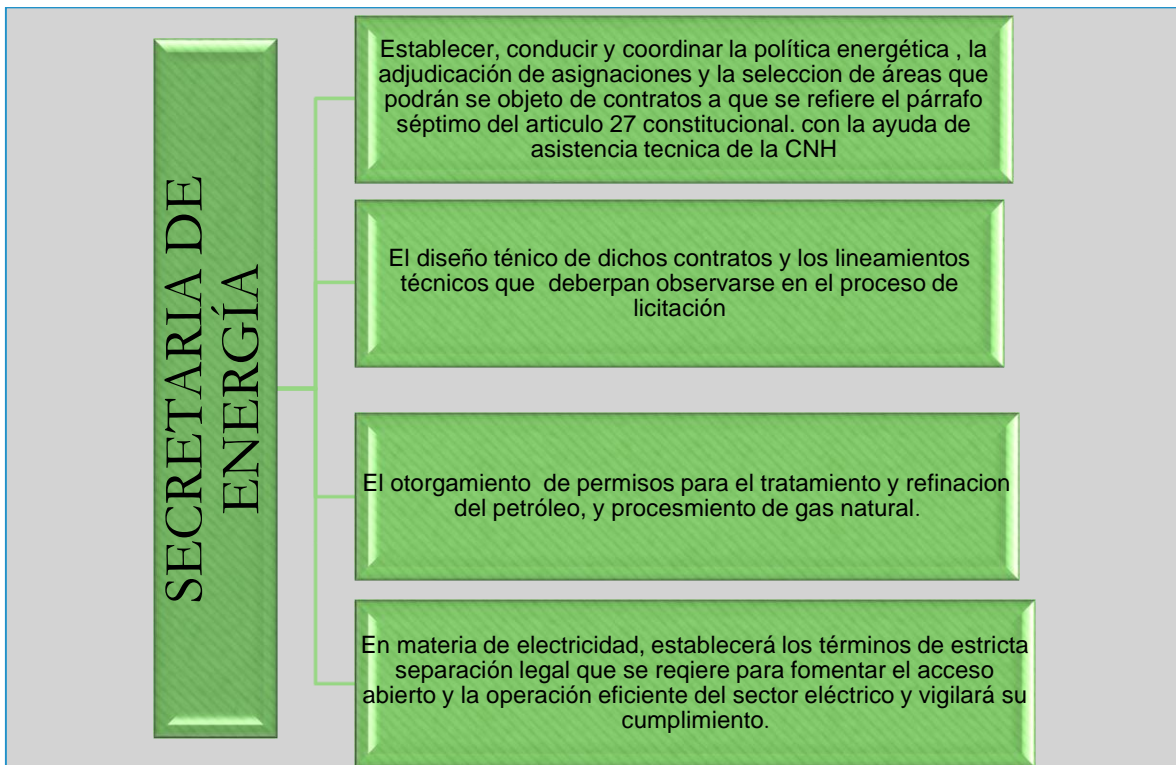 SECRETARIA DE
ENERGÍA
Establecer, conducir y coordinar la política energética , la
adjudicación de asignaciones y la seleccion de áreas que
podrán se objeto de contratos a que se refiere el párrafo
séptimo del articulo 27 constitucional. con la ayuda de
asistencia tecnica de la CNH
El diseño ténico de dichos contratos y los lineamientos
técnicos que  deberpan observarse en el proceso de
licitación
El otorgamiento  de permisos para el tratamiento y refinacion
del petróleo, y procesmiento de gas natural.
En materia de electricidad, establecerá los términos de estricta
separación legal que se reqiere para fomentar el acceso
abierto y la operación eficiente del sector eléctrico y vigilará su
cumplimiento.